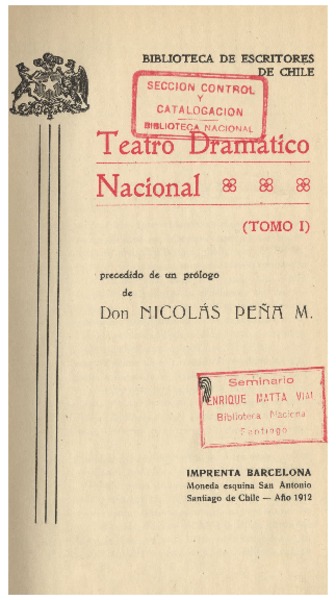 BIBLIOTECA DE ESCRITORES
DE CHILE
SECCION CONTROL
Y
CATALOGACION
BIBLIOTECA NACIONAL
Teatro Dramático
Nacional
(TOMO I)
precedido de un prólogo
de
Don NICOLÁS PEÑA M.
Seminario
ENRIQUE MATTA VIAL
Biblioteca Naciona
Santiago
IMPRENTA BARCELONA
Moneda esquina San Antonio
Santiago de Chile — Año 1912